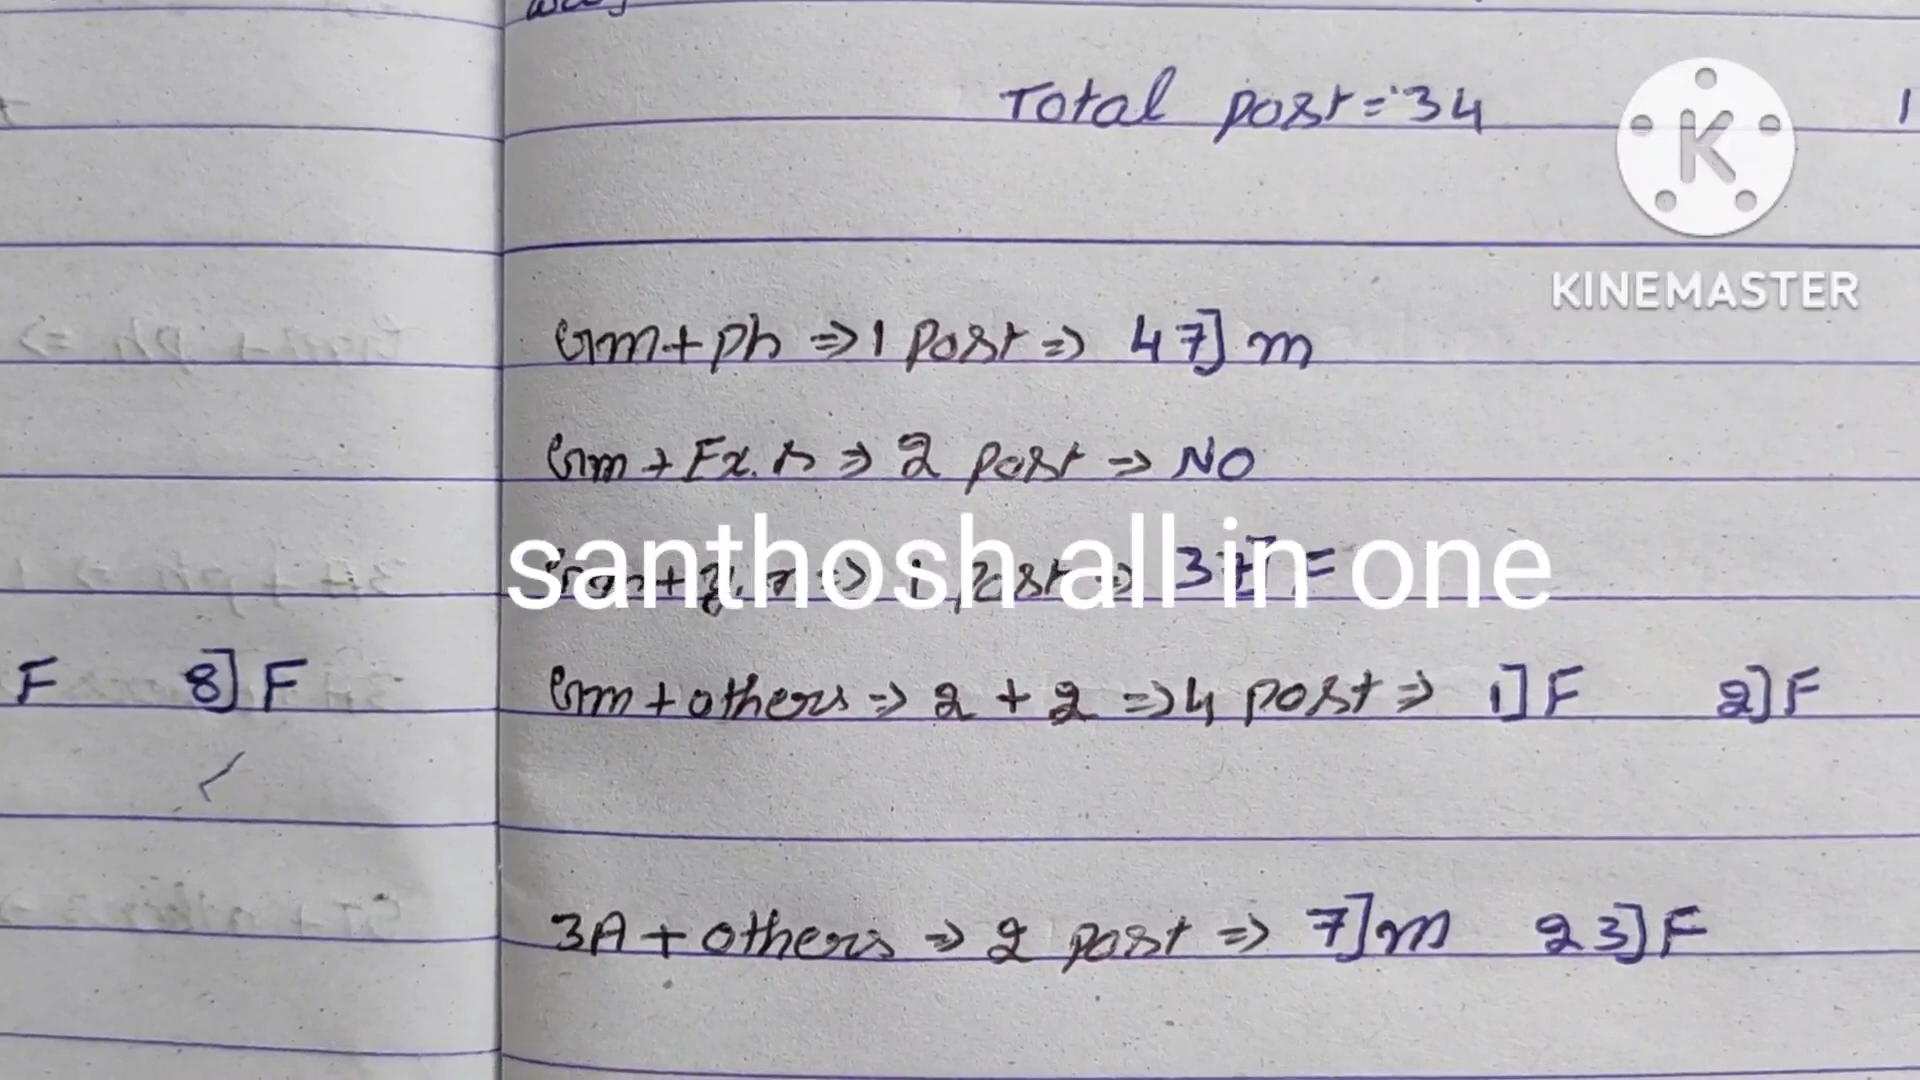 Total post = 34
KINEMASTER
Gm + ph ⇒ 1 post ⇒ 47] m
Gm + Ex.s ⇒ 2 post ⇒ NO
santhosh all in one
F 8] F
Gm + others ⇒ 2 + 2 ⇒ 4 post ⇒ 1] F 2] F
3A + others ⇒ 2 post ⇒ 7] m 23] F